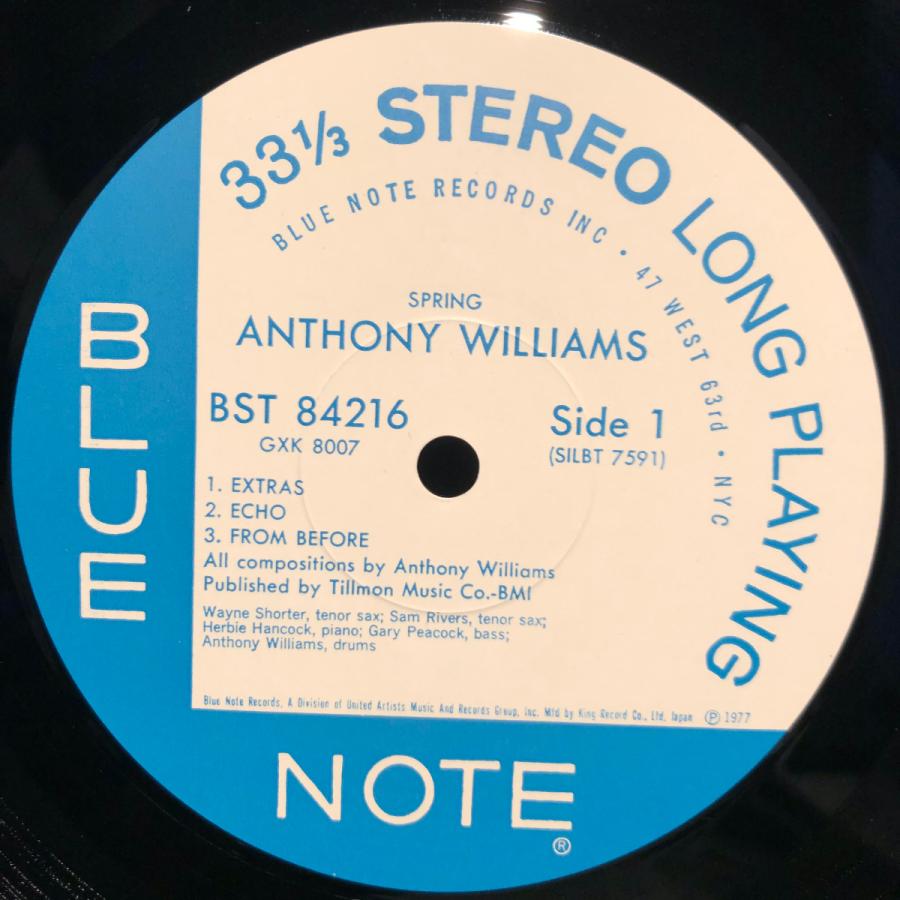 33⅓ STEREO LONG PLAYING
BLUE NOTE RECORDS INC • 47 WEST 63rd • NYC
SPRING
ANTHONY WILLIAMS
BST 84216
GXK 8007
Side 1
(SILBT 7591)
1. EXTRAS
2. ECHO
3. FROM BEFORE
All compositions by Anthony Williams
Published by Tillmon Music Co.-BMI
Wayne Shorter, tenor sax; Sam Rivers, tenor sax;
Herbie Hancock, piano; Gary Peacock, bass;
Anthony Williams, drums
Blue Note Records, A Division of United Artists Music And Records Group, Inc. Mfd by King Record Co., Ltd, Japan ℗ 1977
BLUE
NOTE
®